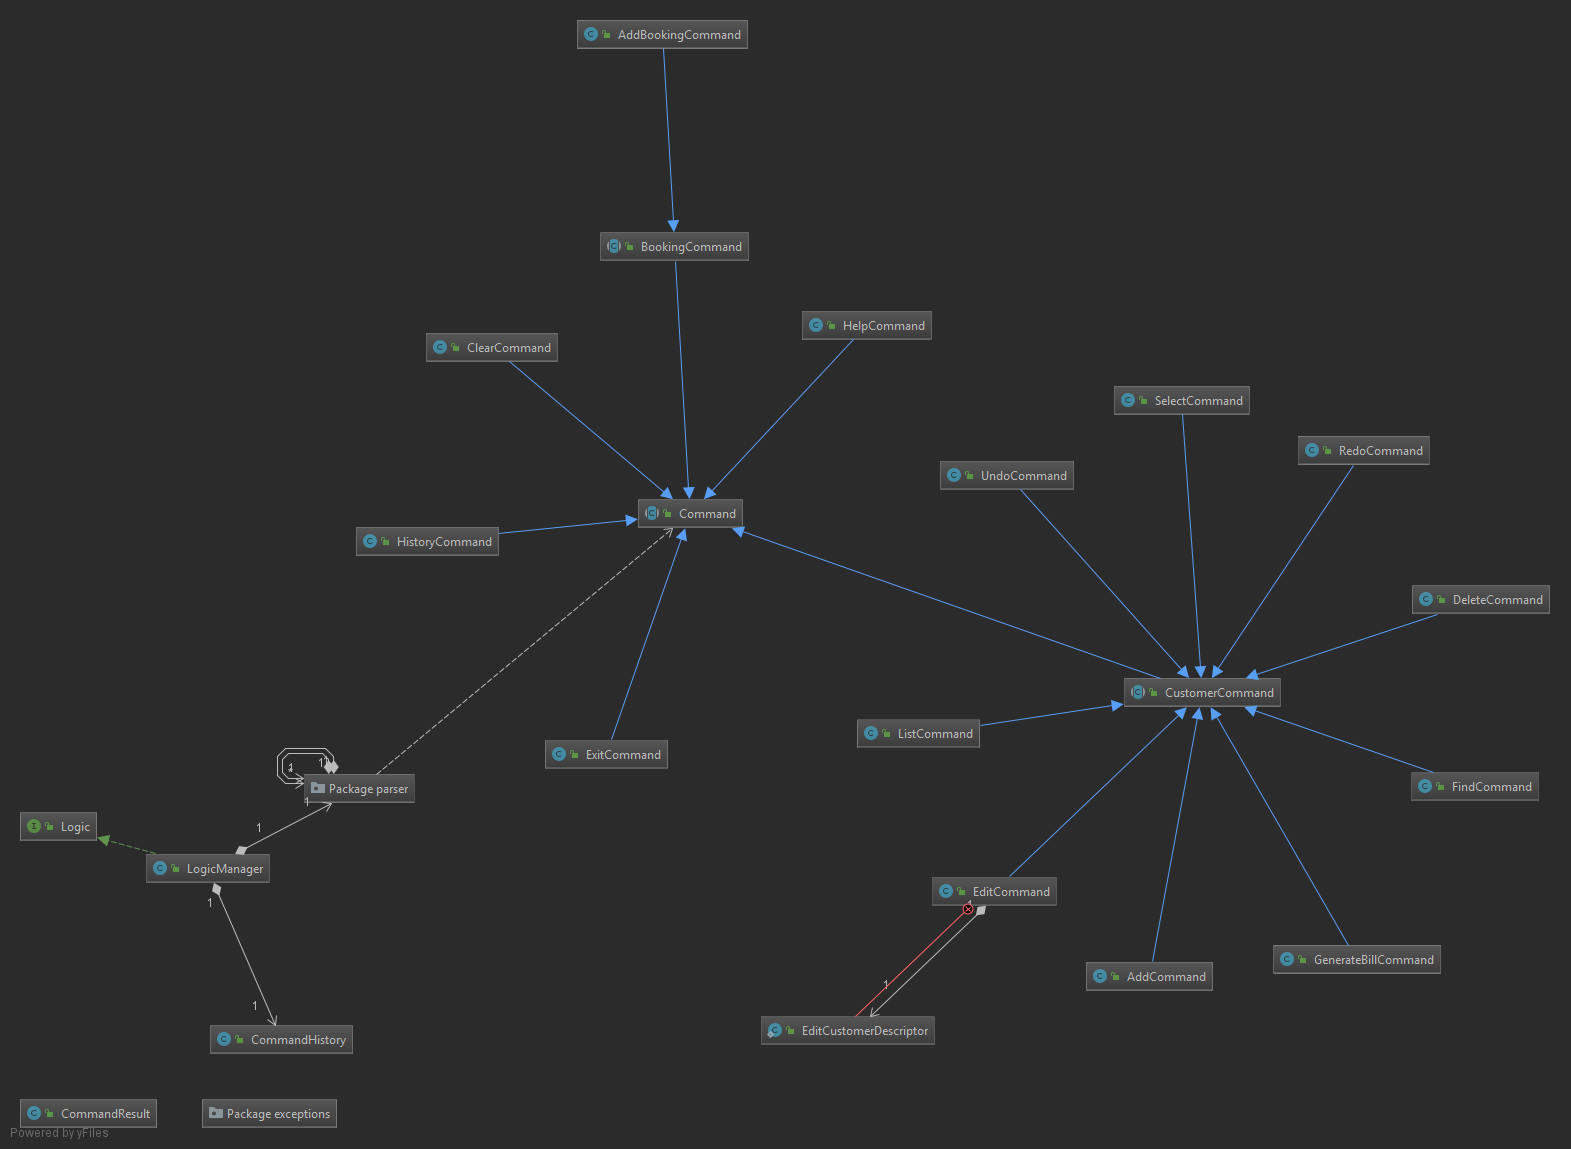 AddBookingCommand
BookingCommand
HelpCommand
ClearCommand
SelectCommand
RedoCommand
UndoCommand
Command
HistoryCommand
DeleteCommand
CustomerCommand
ListCommand
ExitCommand
1
1
1
Package parser
FindCommand
1
1
Logic
LogicManager
1
EditCommand
1
GenerateBillCommand
AddCommand
1
1
EditCustomerDescriptor
CommandHistory
CommandResult
Package exceptions
Powered by yFiles